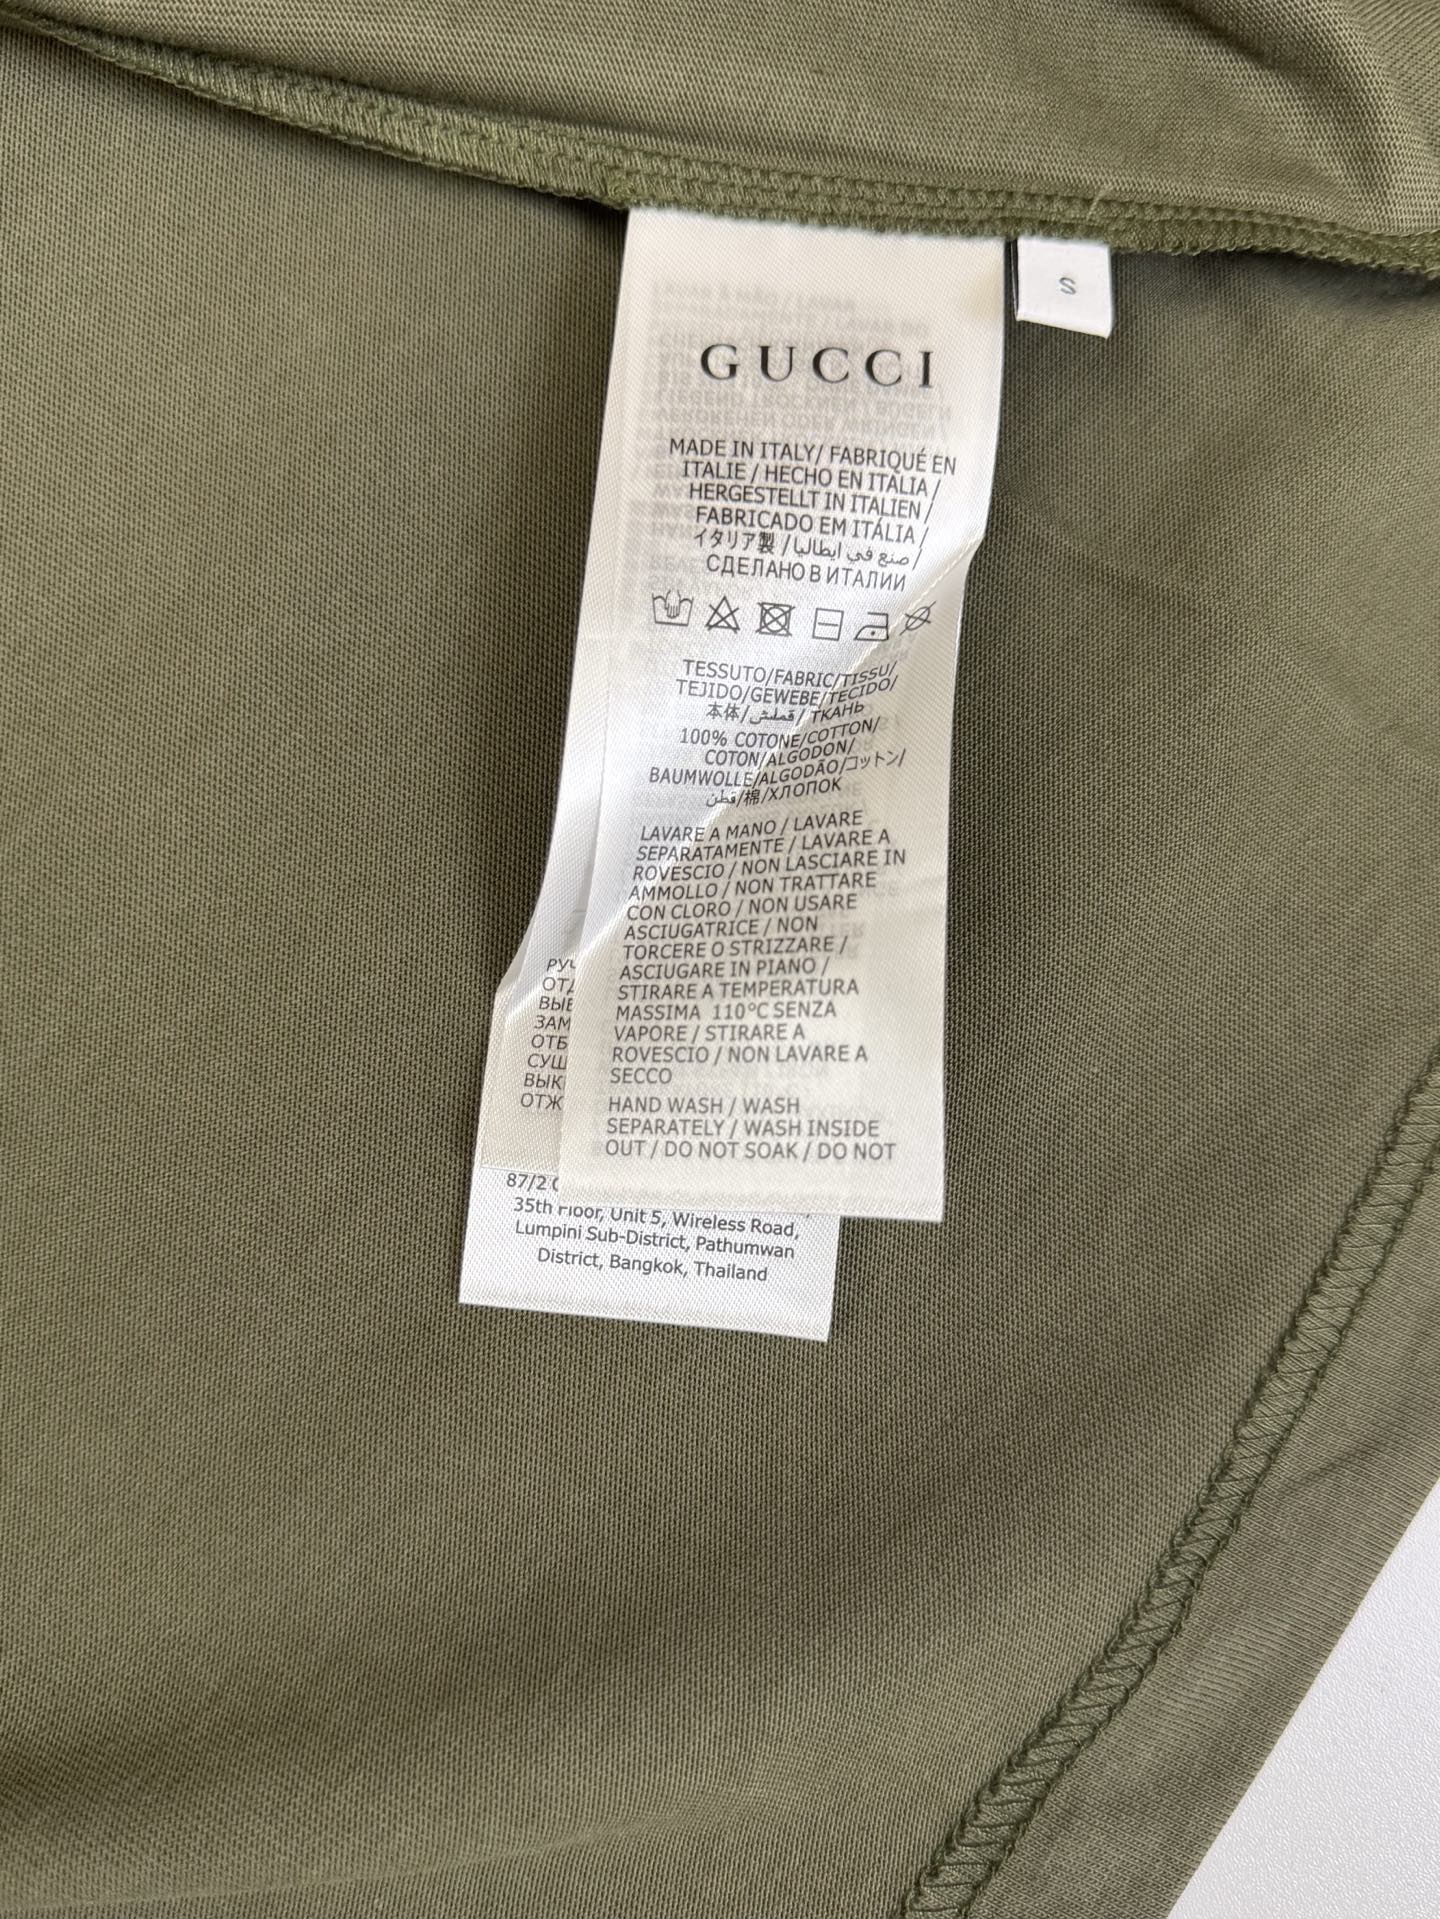 S
GUCCI
MADE IN ITALY/ FABRIQUÉ EN
ITALIE / HECHO EN ITALIA /
HERGESTELLT IN ITALIEN /
FABRICADO EM ITÁLIA /
イタリア製 / صنع في ايطاليا /
СДЕЛАНО В ИТАЛИИ
TESSUTO/FABRIC/TISSU/
TEJIDO/GEWEBE/TECIDO/
本体/قملش/ ТКАНЬ
100% COTONE/COTTON/
COTON/ALGODON/
BAUMWOLLE/ALGODÃO/コットン/
قطن/棉/ХЛОПОК
LAVARE A MANO / LAVARE
SEPARATAMENTE / LAVARE A
ROVESCIO / NON LASCIARE IN
AMMOLLO / NON TRATTARE
CON CLORO / NON USARE
ASCIUGATRICE / NON
TORCERE O STRIZZARE /
ASCIUGARE IN PIANO /
STIRARE A TEMPERATURA
MASSIMA 110°C SENZA
VAPORE / STIRARE A
ROVESCIO / NON LAVARE A
SECCO
HAND WASH / WASH
SEPARATELY / WASH INSIDE
OUT / DO NOT SOAK / DO NOT
87/2
35th Floor, Unit 5, Wireless Road,
Lumpini Sub-District, Pathumwan
District, Bangkok, Thailand